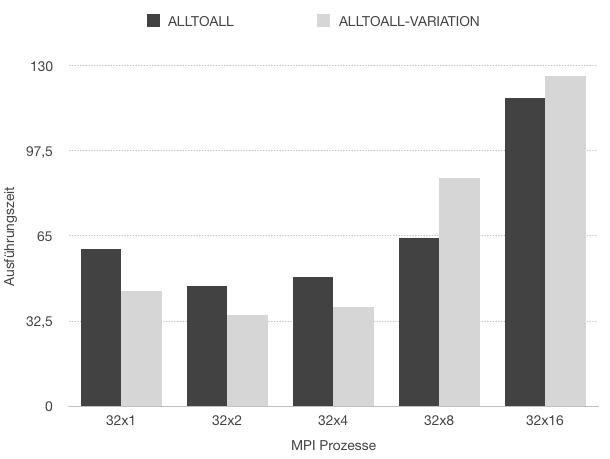 ALLTOALL ALLTOALL-VARIATION
130
97,5
65
32,5
0
Ausführungszeit
32x1 32x2 32x4 32x8 32x16
MPI Prozesse